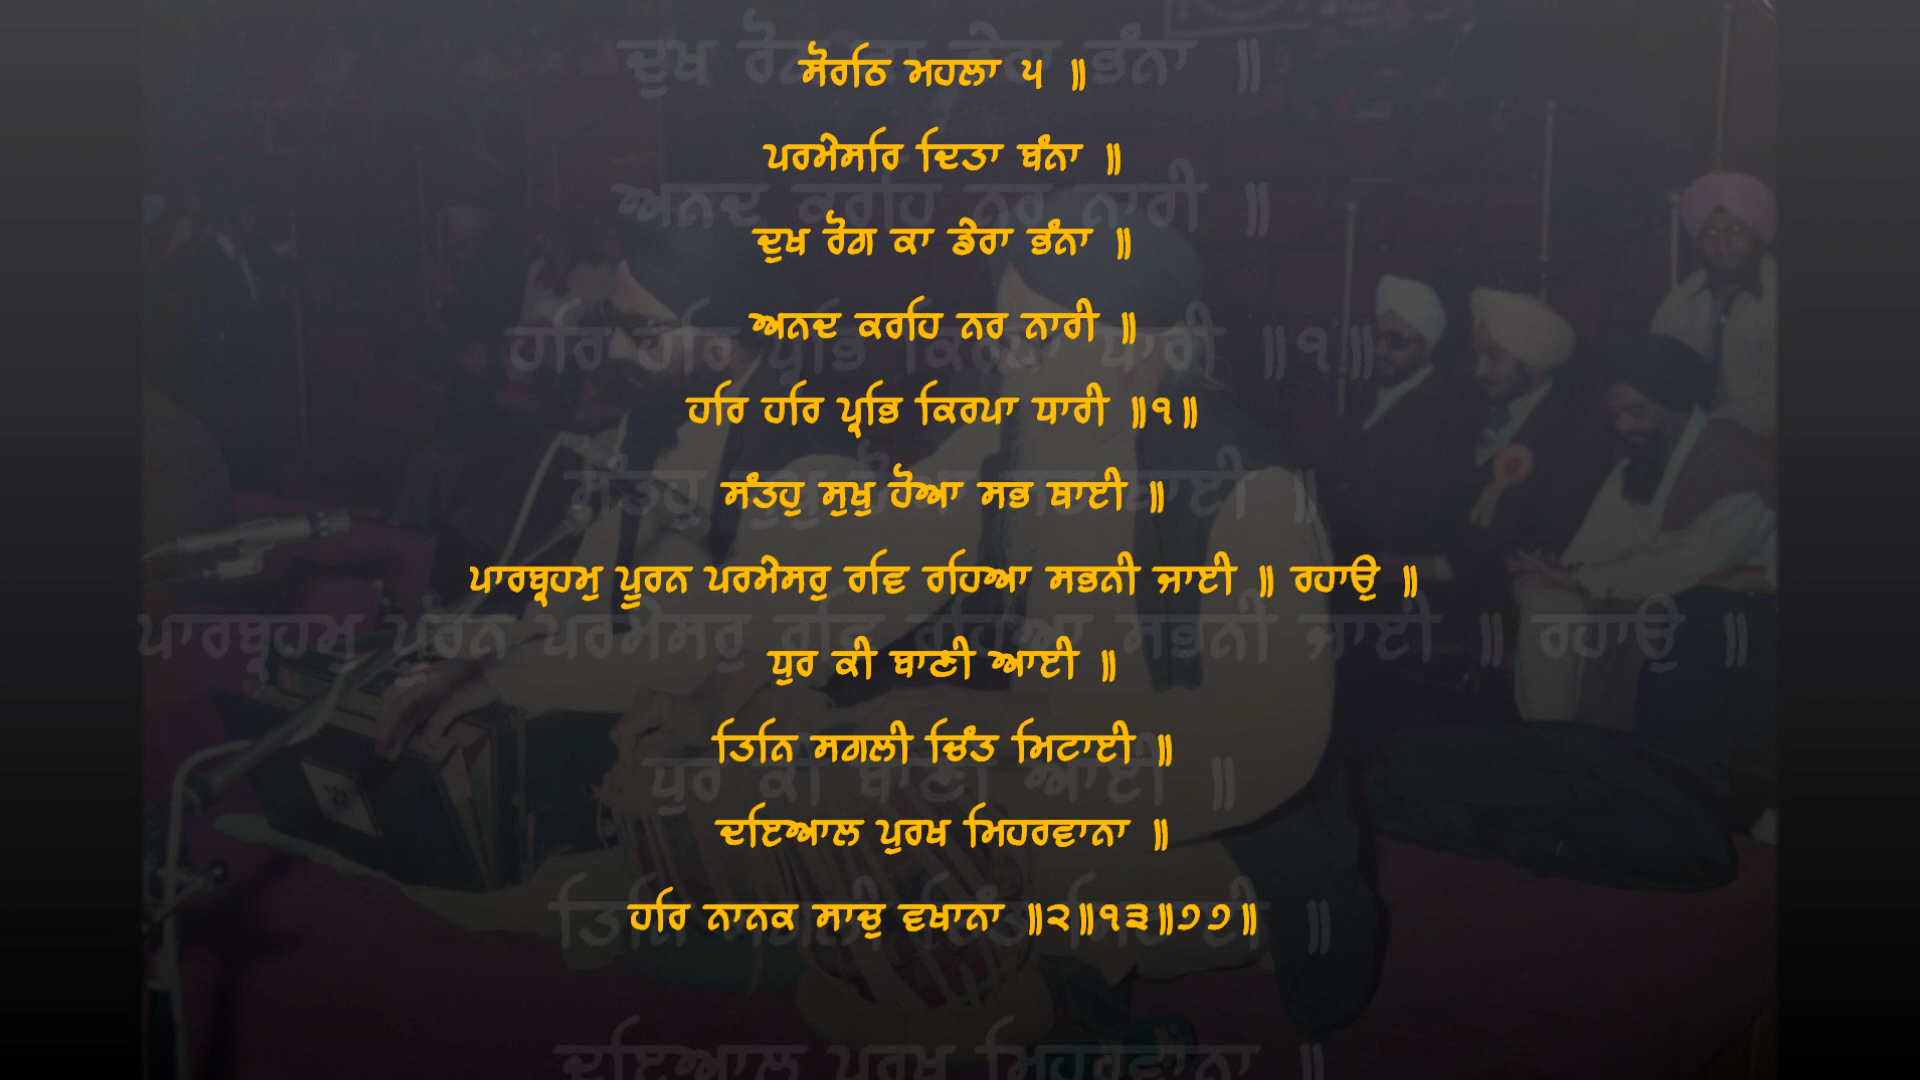 ਸੋਰਠਿ ਮਹਲਾ ੫ ॥
ਪਰਮੇਸਰਿ ਦਿਤਾ ਬੰਨਾ ॥
ਦੁਖ ਰੋਗ ਕਾ ਡੇਰਾ ਭੰਨਾ ॥
ਅਨਦ ਕਰਹਿ ਨਰ ਨਾਰੀ ॥
ਹਰਿ ਹਰਿ ਪ੍ਰਭਿ ਕਿਰਪਾ ਧਾਰੀ ॥੧॥
ਸੰਤਹੁ ਸੁਖੁ ਹੋਆ ਸਭ ਥਾਈ ॥
ਪਾਰਬ੍ਰਹਮੁ ਪੂਰਨ ਪਰਮੇਸਰੁ ਰਵਿ ਰਹਿਆ ਸਭਨੀ ਜਾਈ ॥ ਰਹਾਉ ॥
ਧੁਰ ਕੀ ਬਾਣੀ ਆਈ ॥
ਤਿਨਿ ਸਗਲੀ ਚਿੰਤ ਮਿਟਾਈ ॥
ਦਇਆਲ ਪੁਰਖ ਮਿਹਰਵਾਨਾ ॥
ਹਰਿ ਨਾਨਕ ਸਾਚੁ ਵਖਾਨਾ ॥੨॥੧੩॥੭੭॥